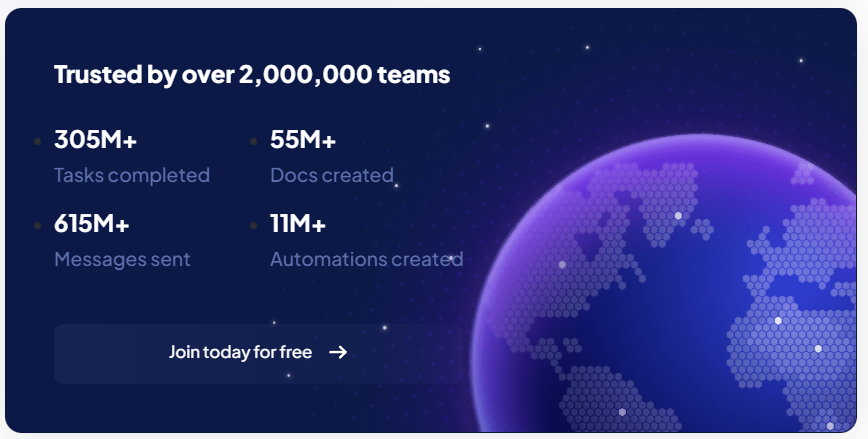 Trusted by over 2,000,000 teams
305M+
Tasks completed
55M+
Docs created
615M+
Messages sent
11M+
Automations created
Join today for free →